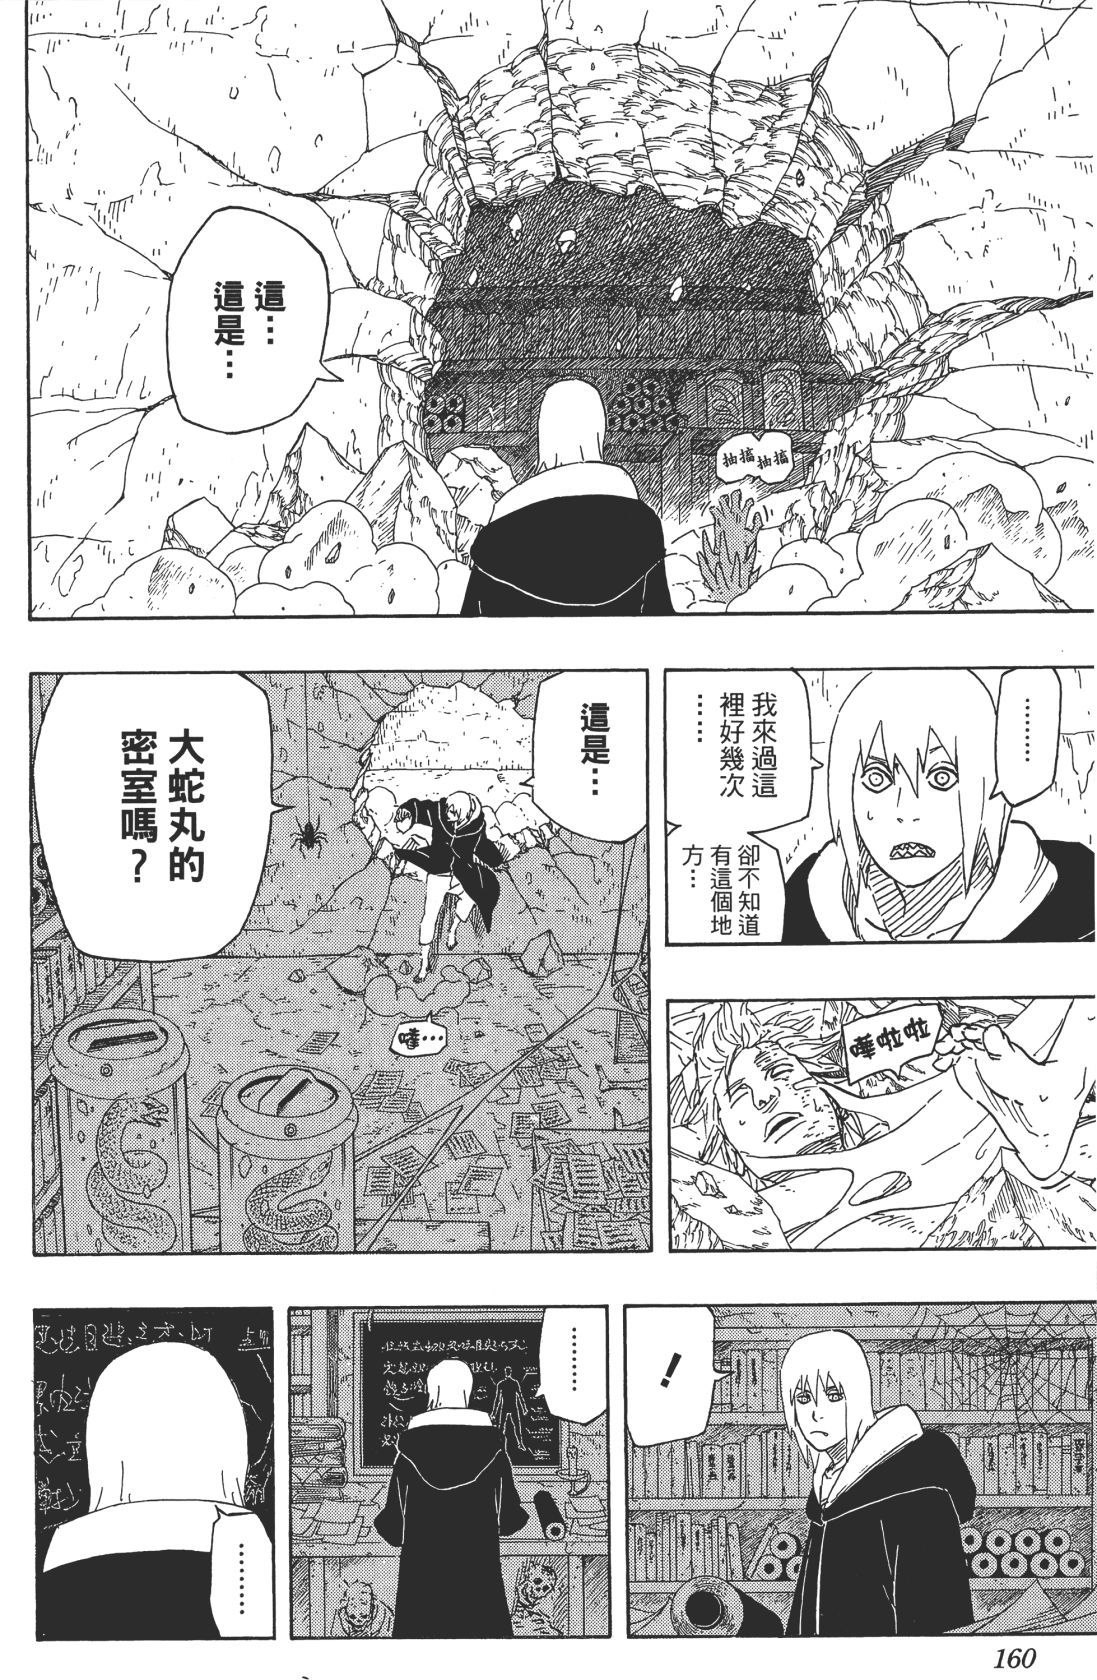 這…
這是…
抽搐抽搐
………
我來過這
裡好幾次
……
卻不知道
有這個地
方…
這是…
大蛇丸的
密室嗎？
嘩啦啦
！
……
……
160